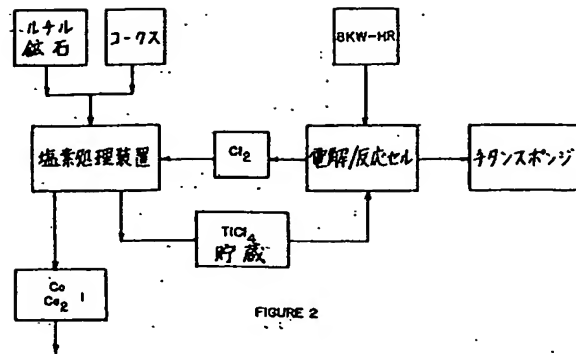 ルチル
鉱石
コークス
8KW-HR
塩素処理装置
Cl2
電解/反応セル
チタンスポンジ
TiCl4
貯蔵
Co
Co2
FIGURE 2